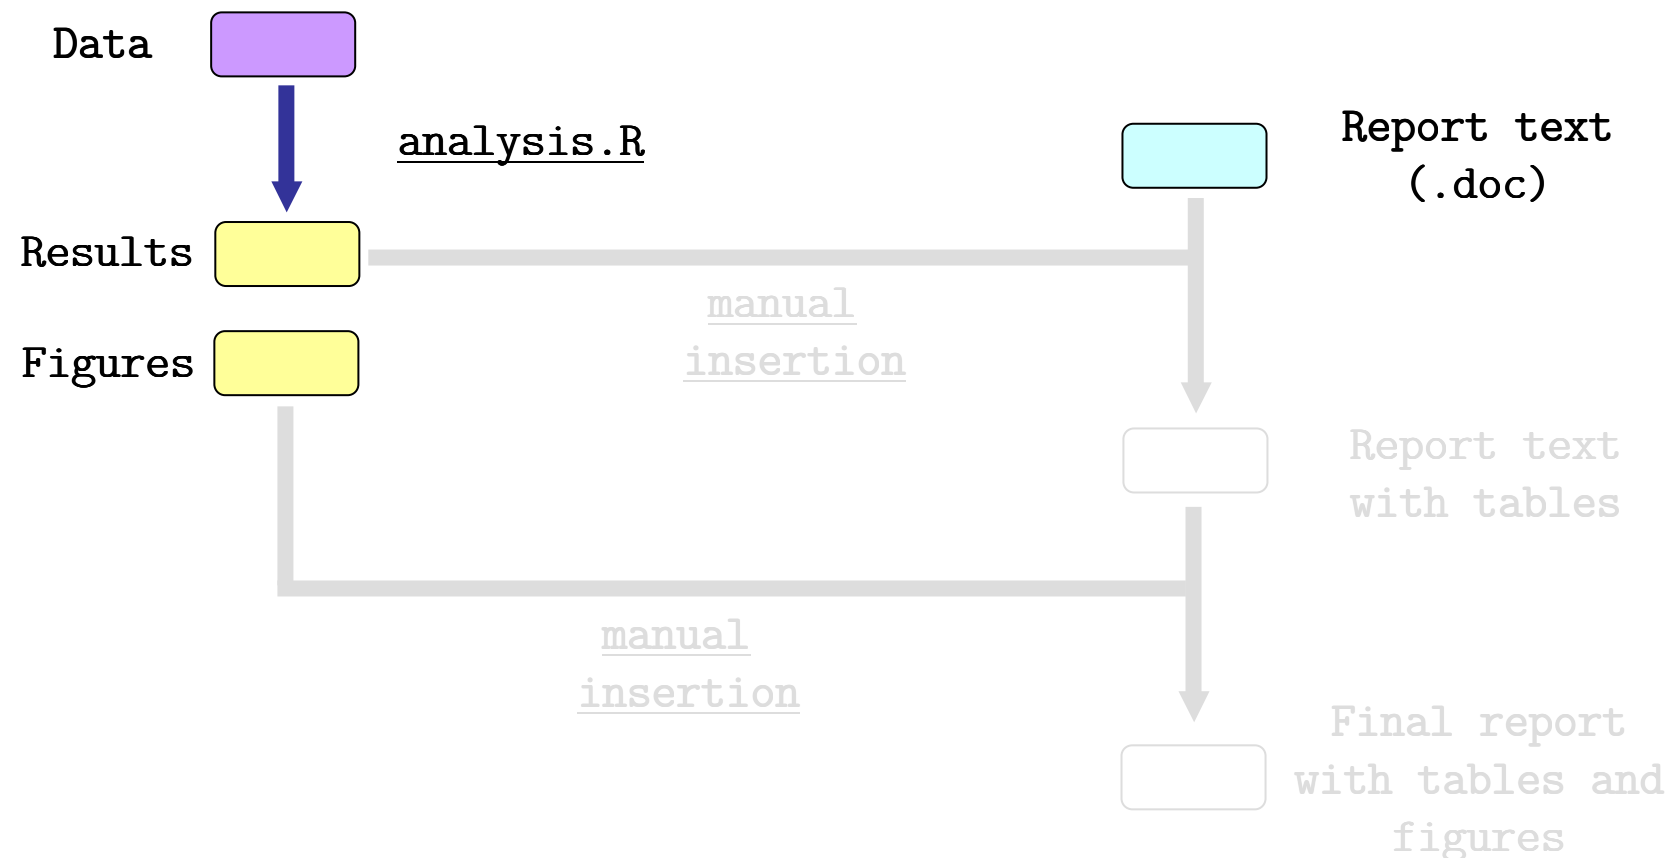 Data
analysis.R
Report text
(.doc)
Results
manual
insertion
Figures
Report text
with tables
manual
insertion
Final report
with tables and
figures